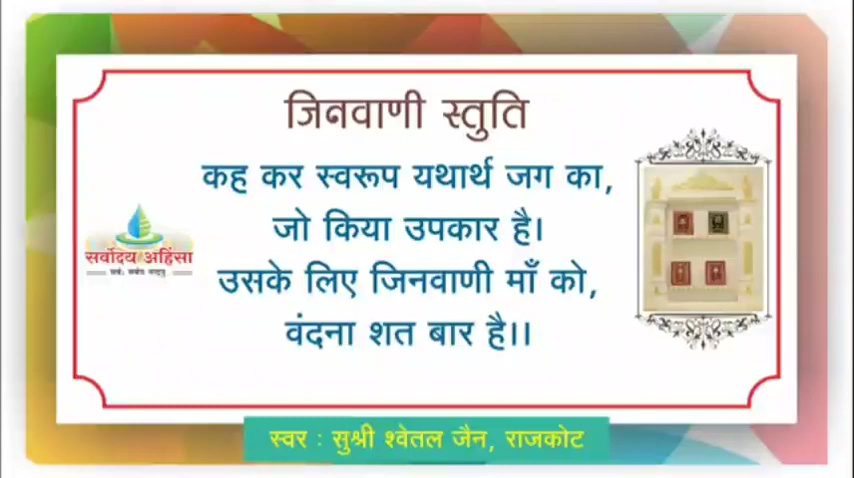 जिनवाणी स्तुति
कह कर स्वरूप यथार्थ जग का,
जो किया उपकार है।
उसके लिए जिनवाणी माँ को,
वंदना शत बार है।।
सर्वोदय अहिंसा
स्वर : सुश्री श्वेतल जैन, राजकोट